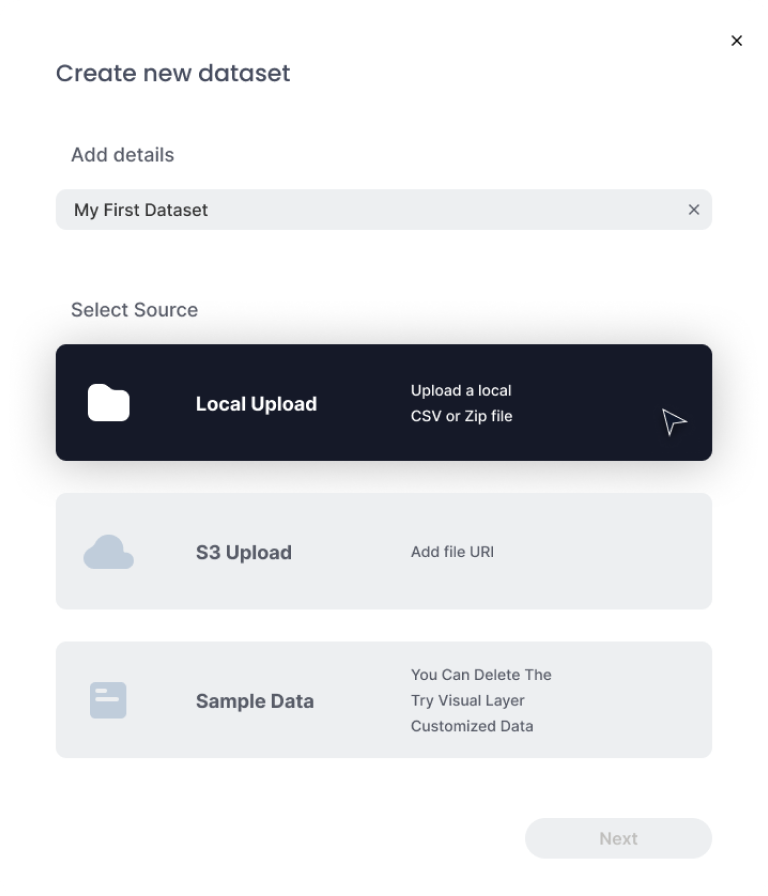 Create new dataset
Add details
My First Dataset
Select Source
Local Upload
Upload a local
CSV or Zip file
S3 Upload
Add file URI
Sample Data
You Can Delete The
Try Visual Layer
Customized Data
Next